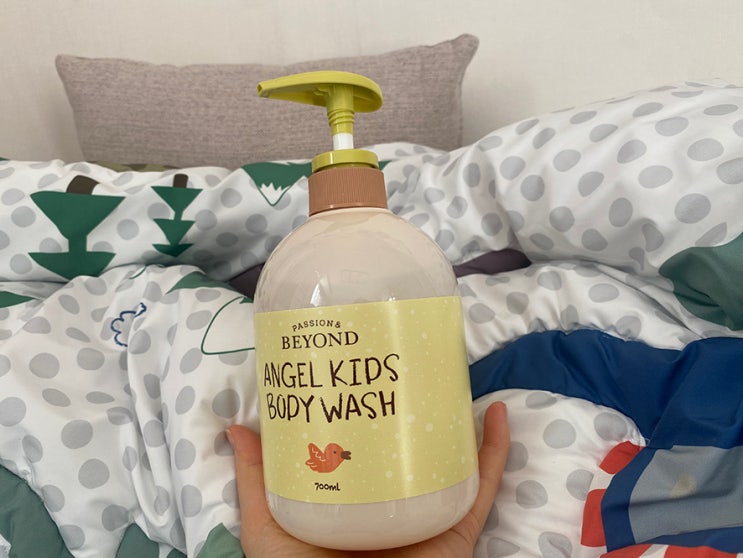 PASSION &
BEYOND
ANGEL KIDS
BODY WASH
700ml